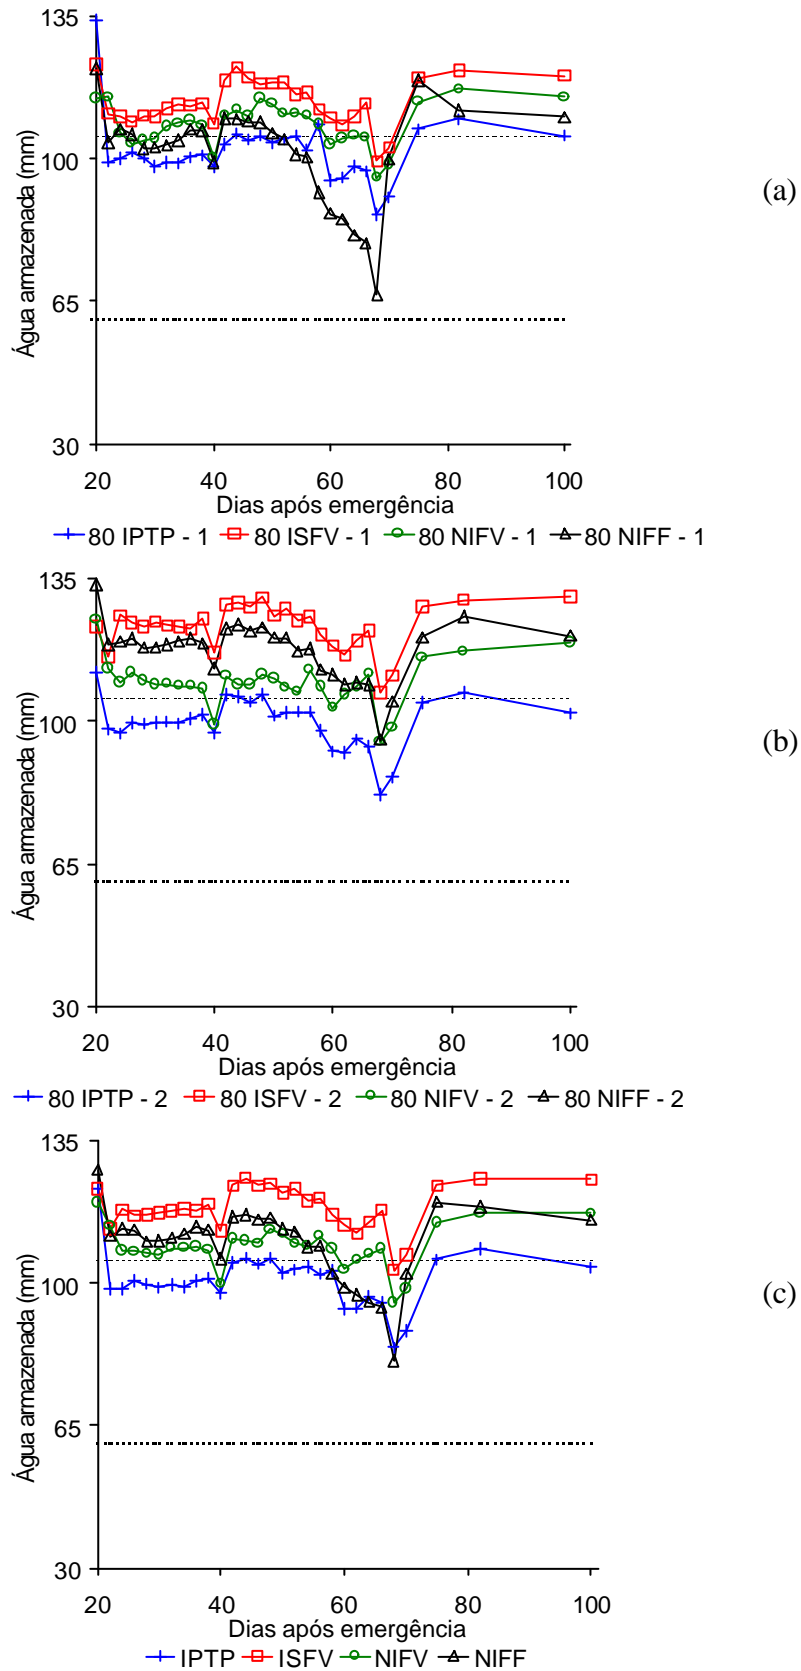 135
100
65
30
Água armazenada (mm)
20 40 60 80 100
Dias após emergência
80 IPTP - 1 80 ISFV - 1 80 NIFV - 1 80 NIFF - 1
(a)
135
100
65
30
Água armazenada (mm)
20 40 60 80 100
Dias após emergência
80 IPTP - 2 80 ISFV - 2 80 NIFV - 2 80 NIFF - 2
(b)
135
100
65
30
Água armazenada (mm)
20 40 60 80 100
Dias após emergência
IPTP ISFV NIFV NIFF
(c)